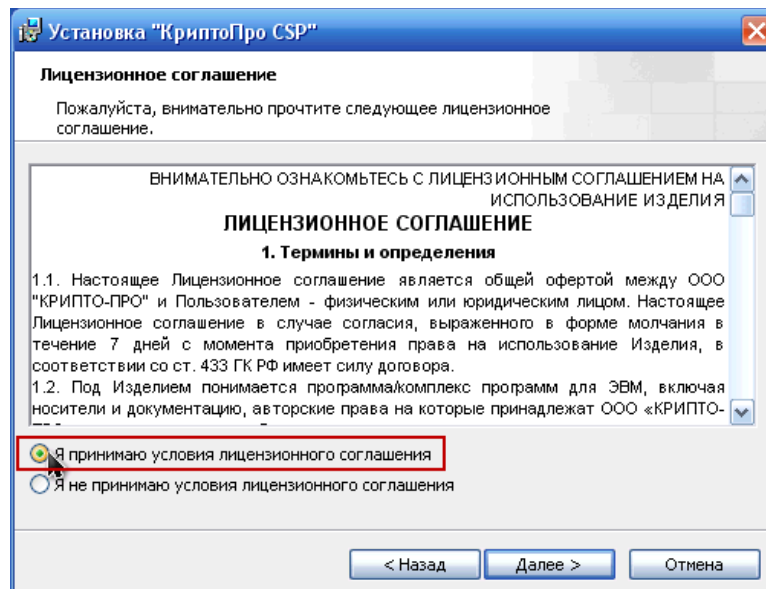 Установка "КриптоПро CSP"
Лицензионное соглашение
Пожалуйста, внимательно прочтите следующее лицензионное
соглашение.
ВНИМАТЕЛЬНО ОЗНАКОМЬТЕСЬ С ЛИЦЕНЗИОННЫМ СОГЛАШЕНИЕМ НА
ИСПОЛЬЗОВАНИЕ ИЗДЕЛИЯ
ЛИЦЕНЗИОННОЕ СОГЛАШЕНИЕ
1. Термины и определения
1.1. Настоящее Лицензионное соглашение является общей офертой между ООО
"КРИПТО-ПРО" и Пользователем - физическим или юридическим лицом. Настоящее
Лицензионное соглашение в случае согласия, выраженного в форме молчания в
течение 7 дней с момента приобретения права на использование Изделия, в
соответствии со ст. 433 ГК РФ имеет силу договора.
1.2. Под Изделием понимается программа/комплекс программ для ЭВМ, включая
носители и документацию, авторские права на которые принадлежат ООО «КРИПТО-
Я принимаю условия лицензионного соглашения
Я не принимаю условия лицензионного соглашения
< Назад
Далее >
Отмена